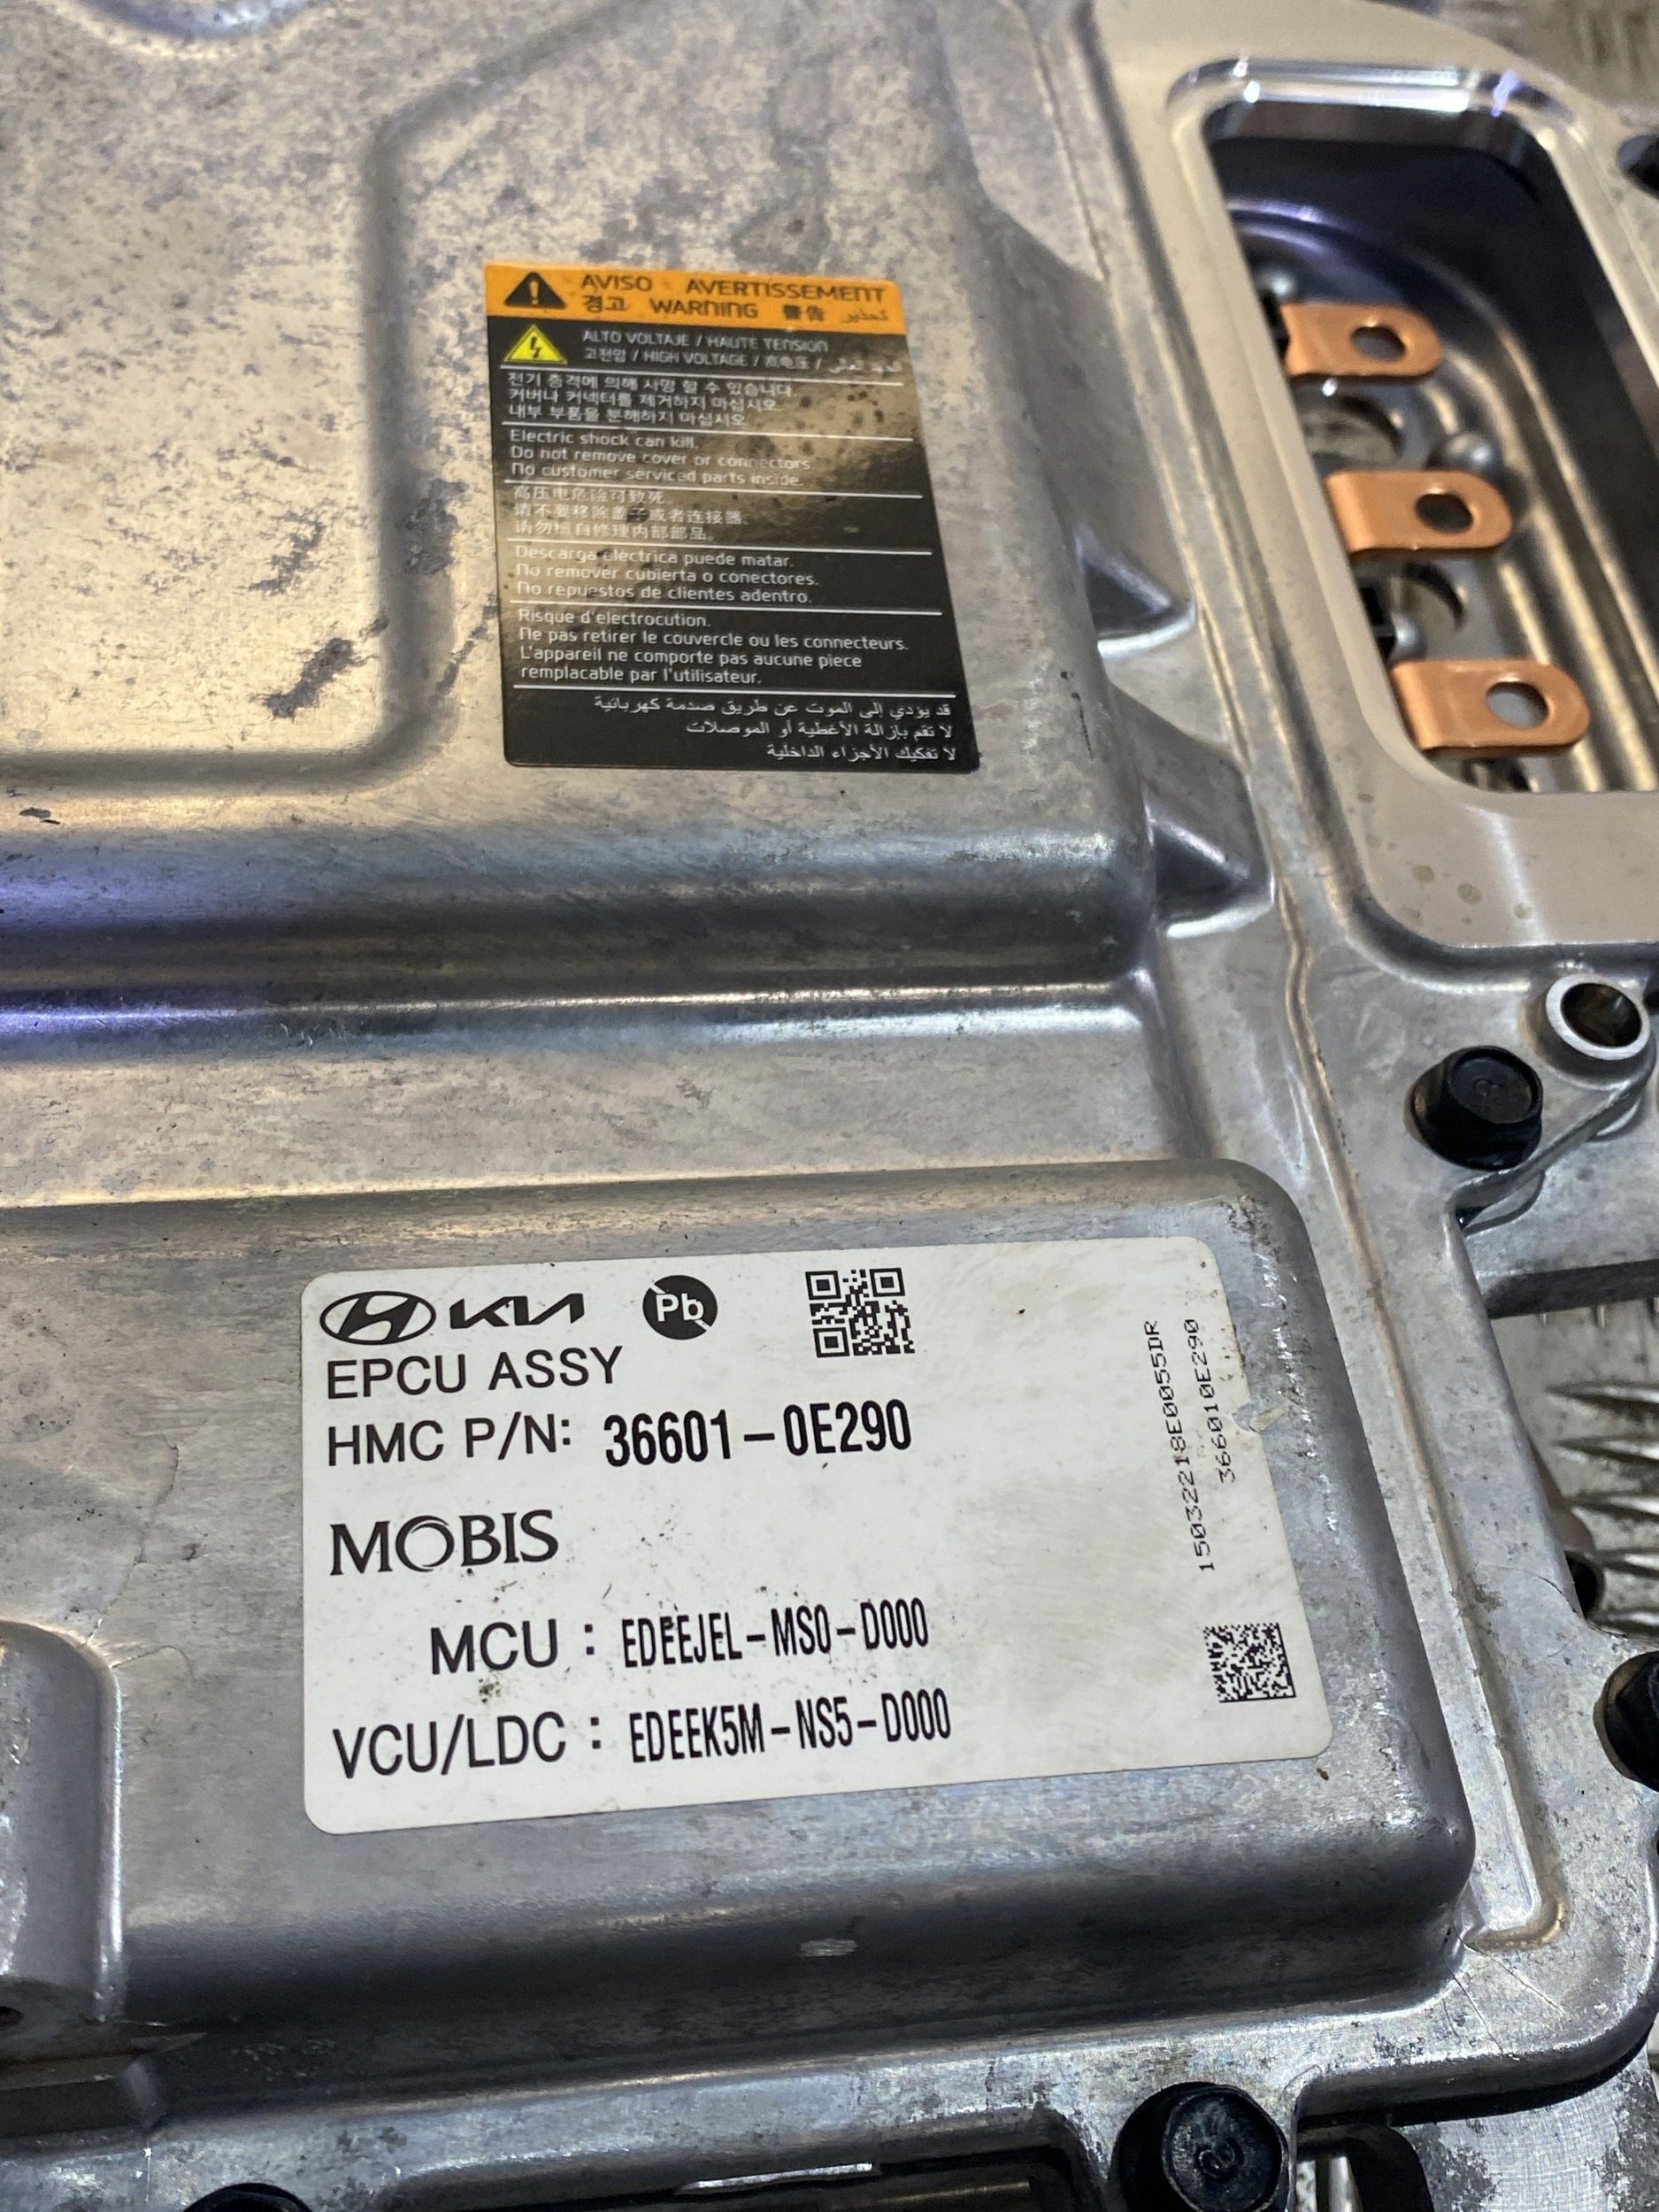 AVISO AVERTISSEMENT
경고 WARNING 警告 تحذير
ALTO VOLTAJE / HAUTE TENSION
고전압 / HIGH VOLTAGE / 高电压 /
전기 충격에 의해 사망 할 수 있습니다
커버나 커넥터를 제거하지 마십시오
내부 부품을 분해하지 마십시오
Electric shock can kill.
Do not remove cover or connectors.
No customer serviced parts inside.
高压电危险可致死。
请不要移除盖子或者连接器。
请勿擅自修理内部部品。
Descarga electrica puede matar.
No remover cubierta o conectores.
No repuestos de clientes adentro.
Risque d'electrocution.
Ne pas retirer le couvercle ou les connecteurs.
L'appareil ne comporte pas aucune piece
remplacable par l'utilisateur.
قد يؤدي إلى الموت عن طريق صدمة كهربائية
لا تقم بإزالة الأغطية أو الموصلات
لا تفكيك الأجزاء الداخلية
KIA Pb
EPCU ASSY
HMC P/N: 36601-0E290
MOBIS
MCU : EDEEJEL-MS0-D000
VCU/LDC : EDEEK5M-NS5-D000
15032218E0055DR
366010E290